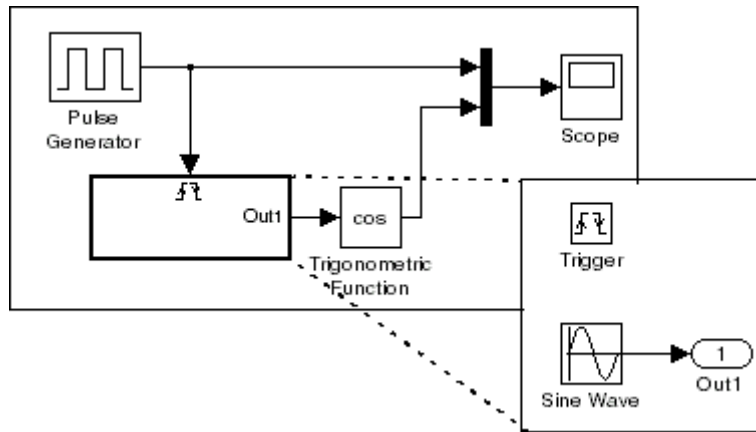 Pulse
Generator
Scope
Out1
cos
Trigonometric
Function
Trigger
1
Sine Wave
Out1